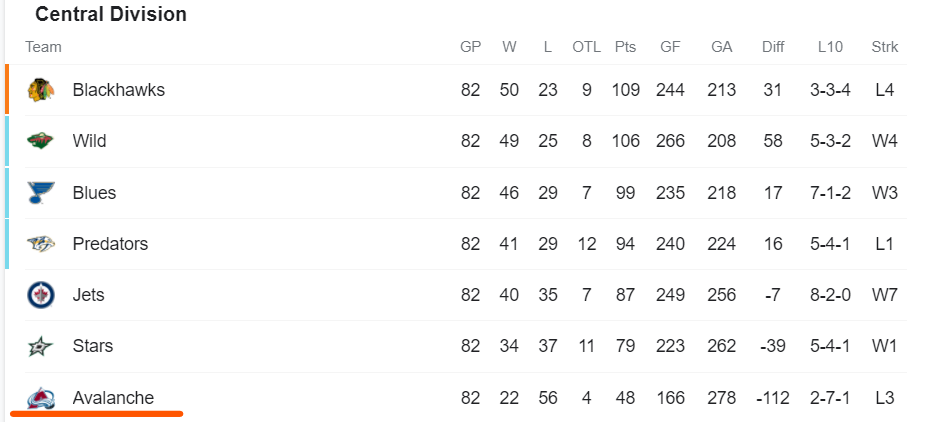 Central Division
Team GP W L OTL Pts GF GA Diff L10 Strk
Blackhawks 82 50 23 9 109 244 213 31 3-3-4 L4
Wild 82 49 25 8 106 266 208 58 5-3-2 W4
Blues 82 46 29 7 99 235 218 17 7-1-2 W3
Predators 82 41 29 12 94 240 224 16 5-4-1 L1
Jets 82 40 35 7 87 249 256 -7 8-2-0 W7
Stars 82 34 37 11 79 223 262 -39 5-4-1 W1
Avalanche 82 22 56 4 48 166 278 -112 2-7-1 L3